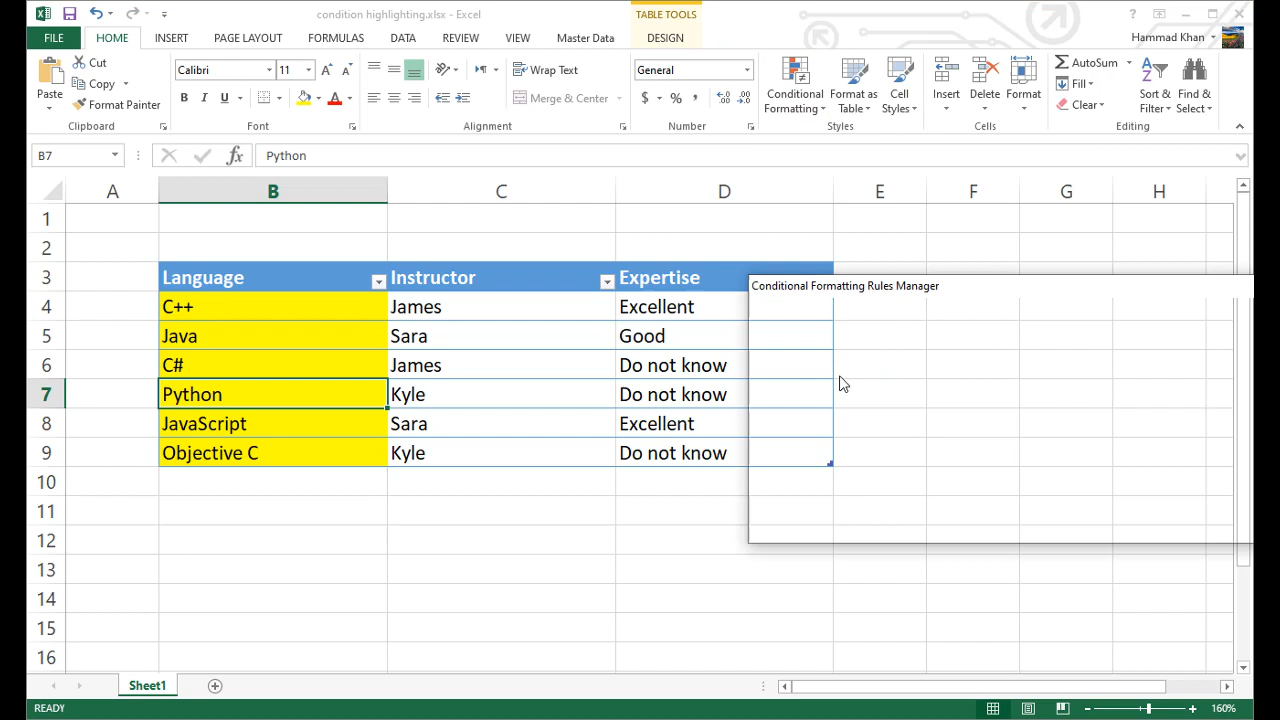 condition highlighting.xlsx - Excel
TABLE TOOLS
FILE HOME INSERT PAGE LAYOUT FORMULAS DATA REVIEW VIEW Master Data DESIGN Hammad Khan
Paste
Cut
Copy
Format Painter
Clipboard
Calibri 11
B I U
Font
Wrap Text
Merge & Center
Alignment
General
$ % ,
Number
Conditional Formatting
Format as Table
Cell Styles
Styles
Insert Delete Format
Cells
AutoSum
Fill
Clear
Sort & Filter
Find & Select
Editing
B7 fx Python
A B C D E F G H
1
2
3 Language Instructor Expertise
4 C++ James Excellent
5 Java Sara Good
6 C# James Do not know
7 Python Kyle Do not know
8 JavaScript Sara Excellent
9 Objective C Kyle Do not know
10
11
12
13
14
15
16
Conditional Formatting Rules Manager
Sheet1
READY 160%